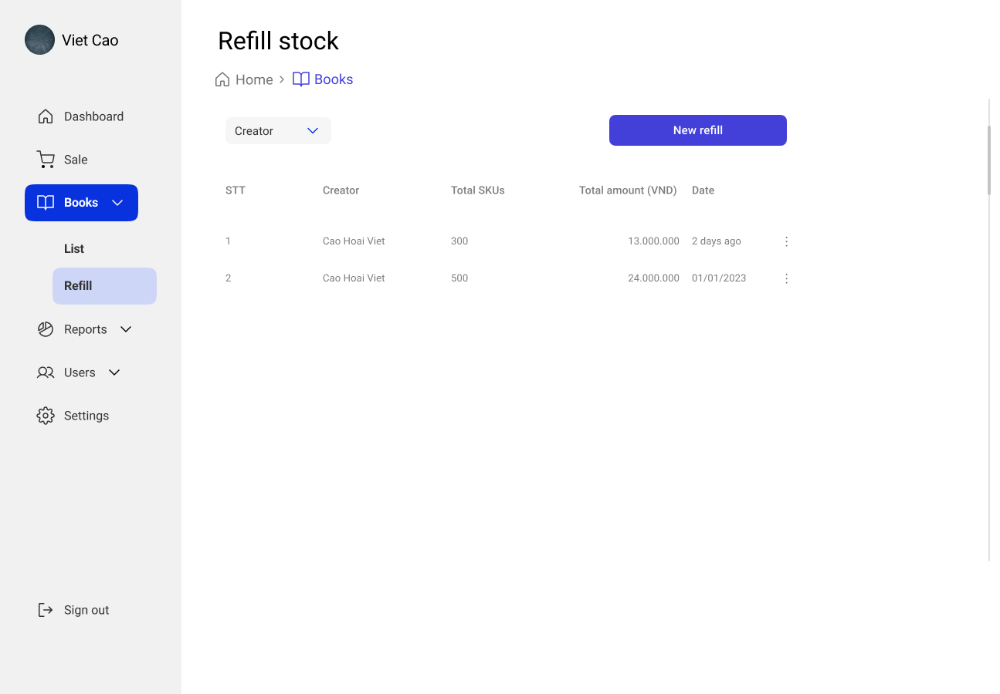 Viet Cao
Dashboard
Sale
Books
List
Refill
Reports
Users
Settings
Sign out
Refill stock
Home > Books
Creator
New refill
STT Creator Total SKUs Total amount (VND) Date
1 Cao Hoai Viet 300 13.000.000 2 days ago
2 Cao Hoai Viet 500 24.000.000 01/01/2023